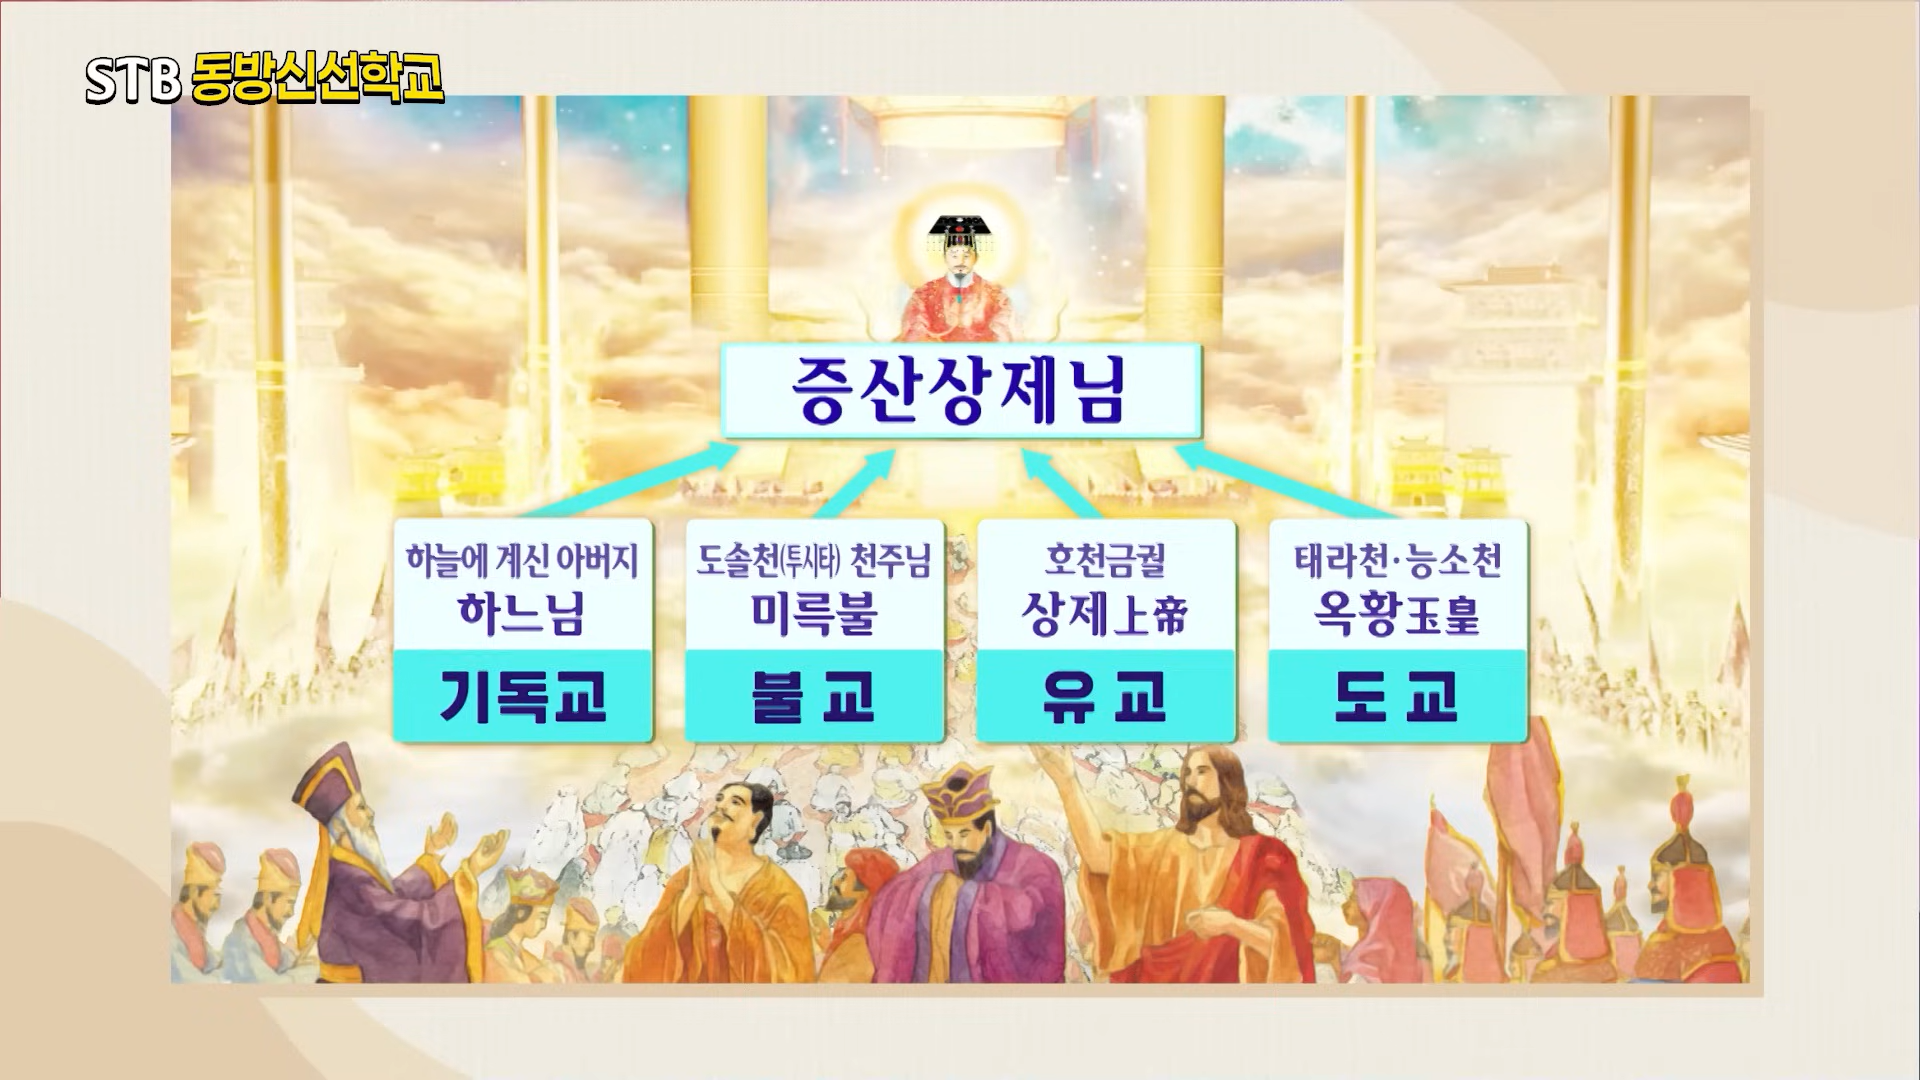 STB 동방신선학교
증산상제님
하늘에 계신 아버지
하느님
기독교
도솔천(투시타) 천주님
미륵불
불교
호천금궐
상제上帝
유교
태라천·능소천
옥황玉皇
도교